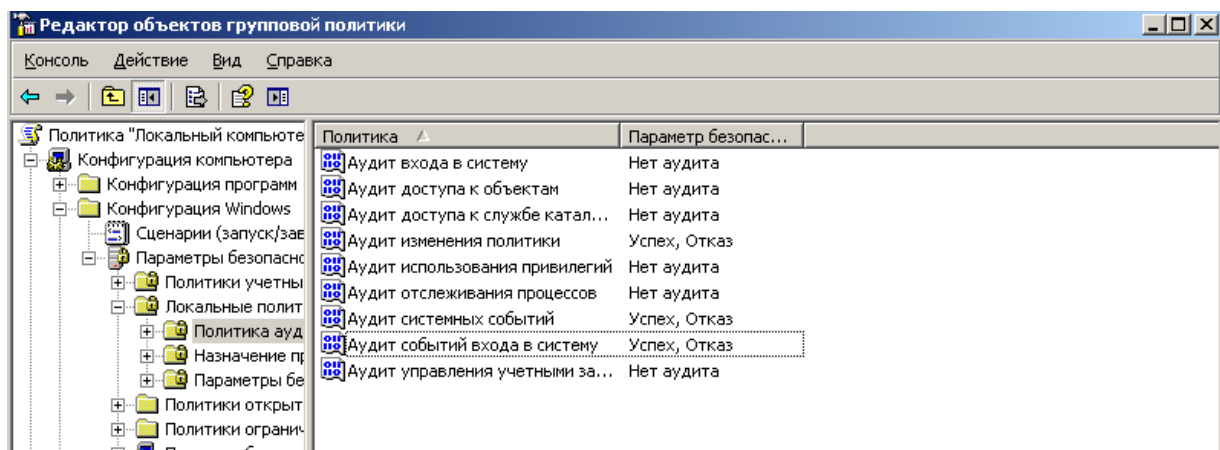 Редактор объектов групповой политики
Консоль Действие Вид Справка
Политика "Локальный компьюте
Конфигурация компьютера
Конфигурация программ
Конфигурация Windows
Сценарии (запуск/зав
Параметры безопасно
Политики учетны
Локальные полит
Политика ауд
Назначение пр
Параметры бе
Политики открыт
Политики огранич
Политика Параметр безопас...
Аудит входа в систему Нет аудита
Аудит доступа к объектам Нет аудита
Аудит доступа к службе катал... Нет аудита
Аудит изменения политики Успех, Отказ
Аудит использования привилегий Нет аудита
Аудит отслеживания процессов Нет аудита
Аудит системных событий Успех, Отказ
Аудит событий входа в систему Успех, Отказ
Аудит управления учетными за... Нет аудита